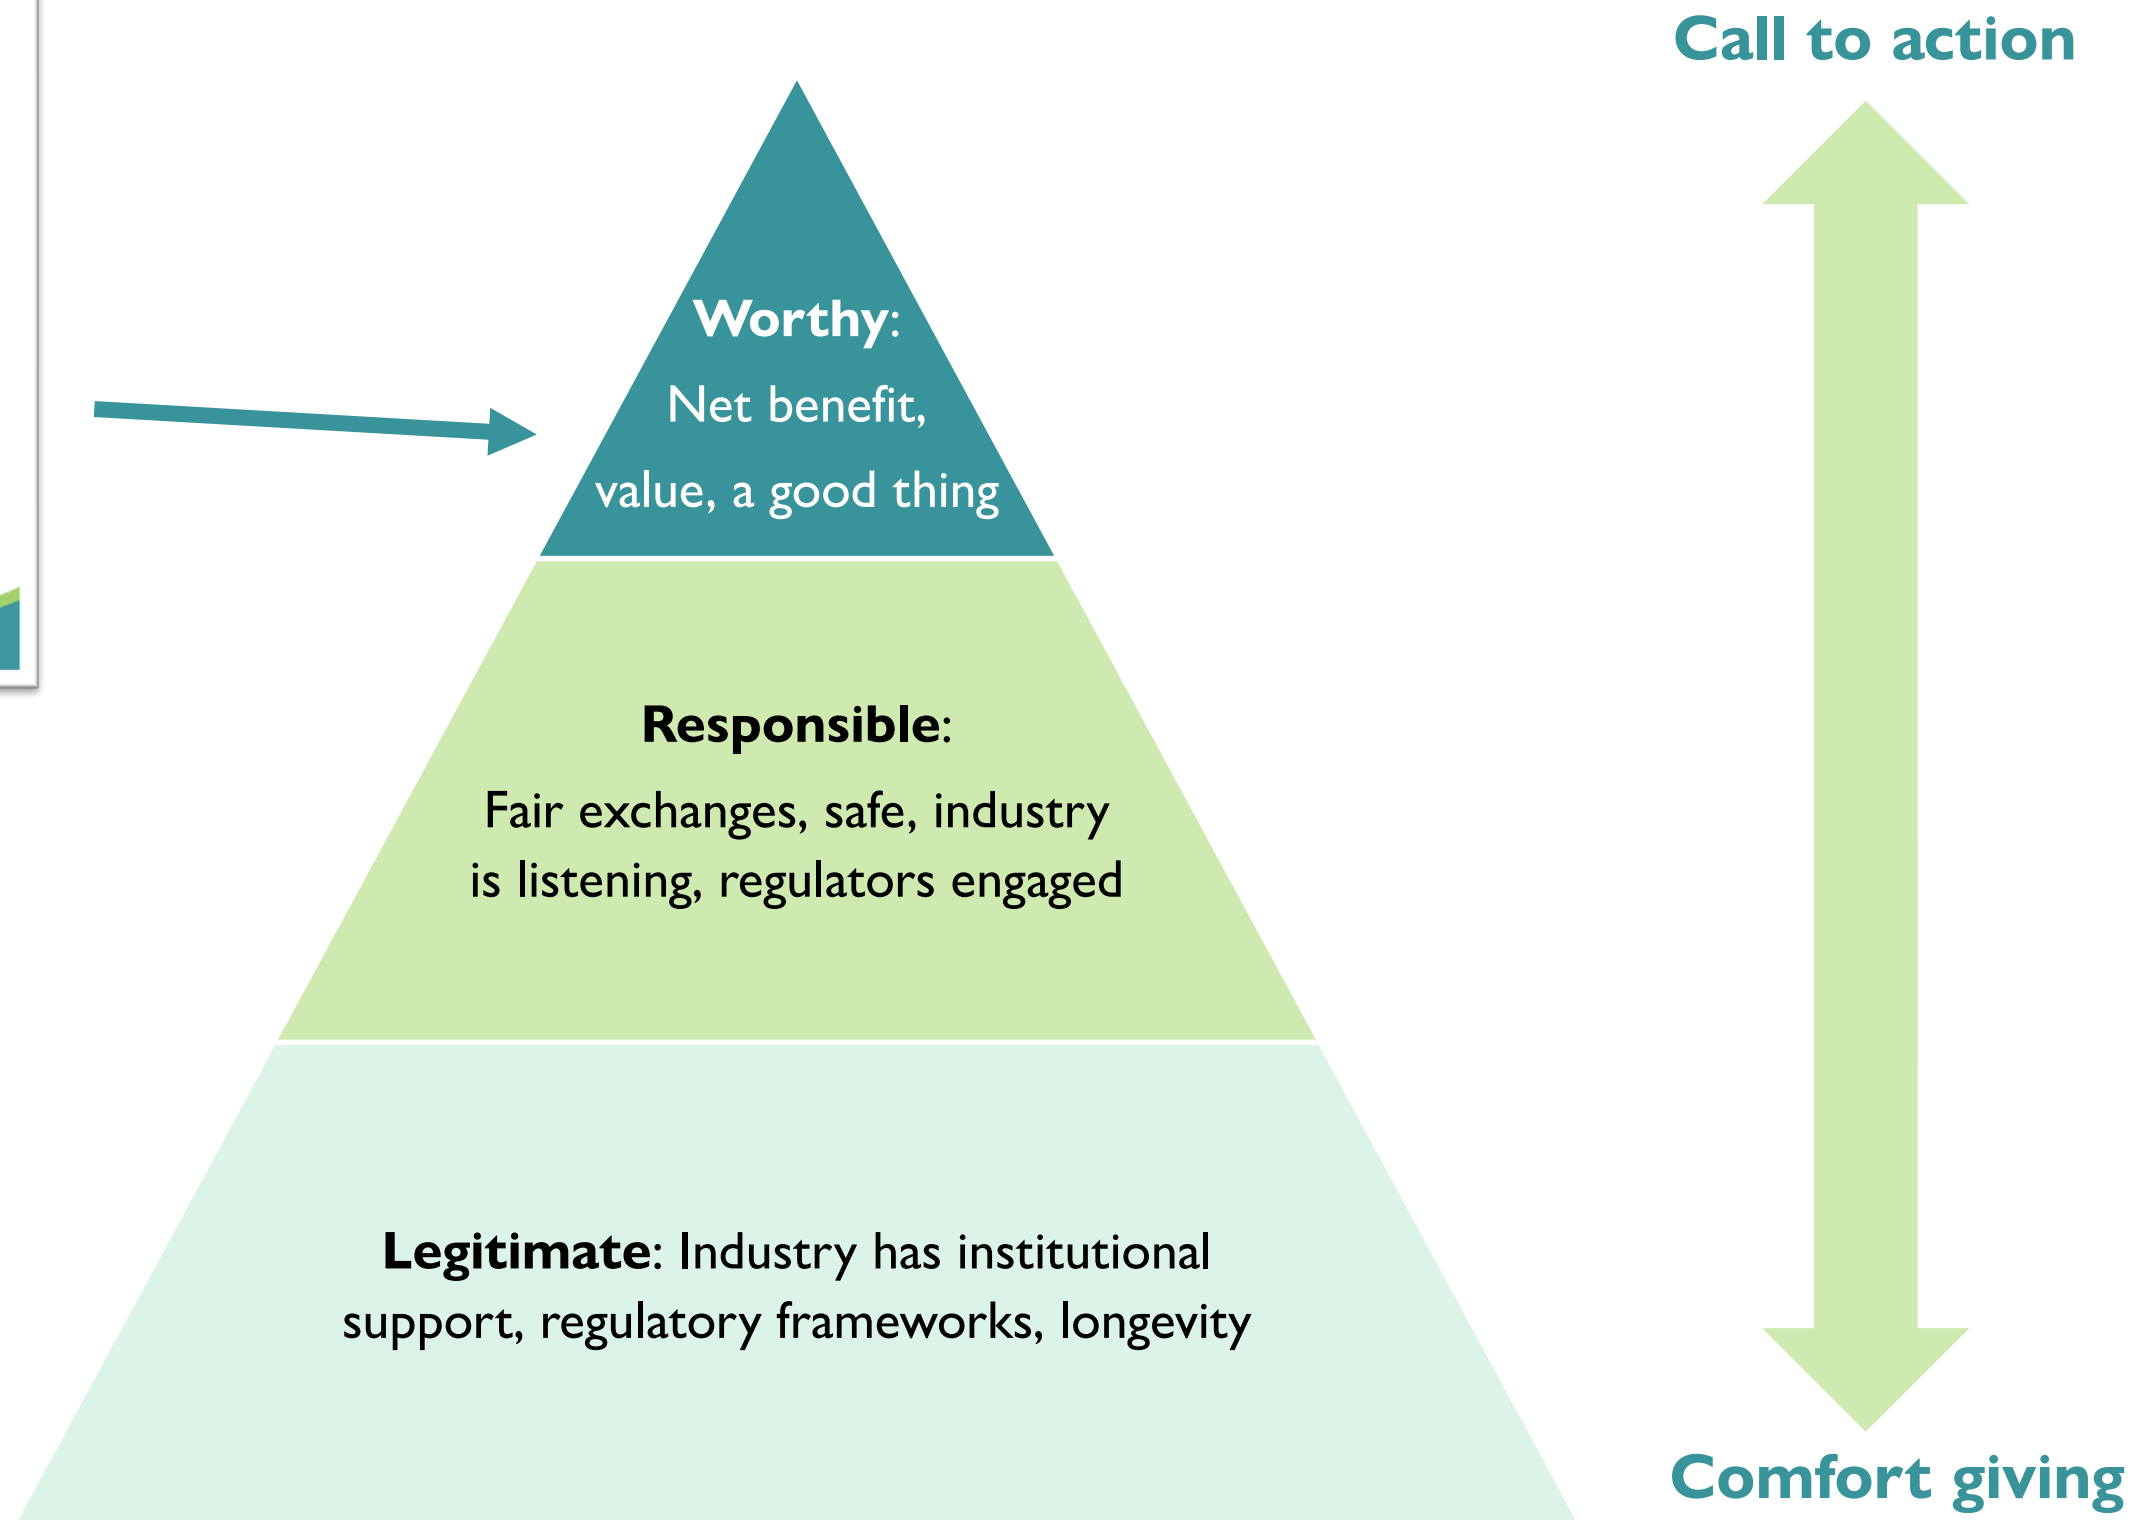 Call to action
Worthy:
Net benefit,
value, a good thing
Responsible:
Fair exchanges, safe, industry
is listening, regulators engaged
Legitimate: Industry has institutional
support, regulatory frameworks, longevity
Comfort giving